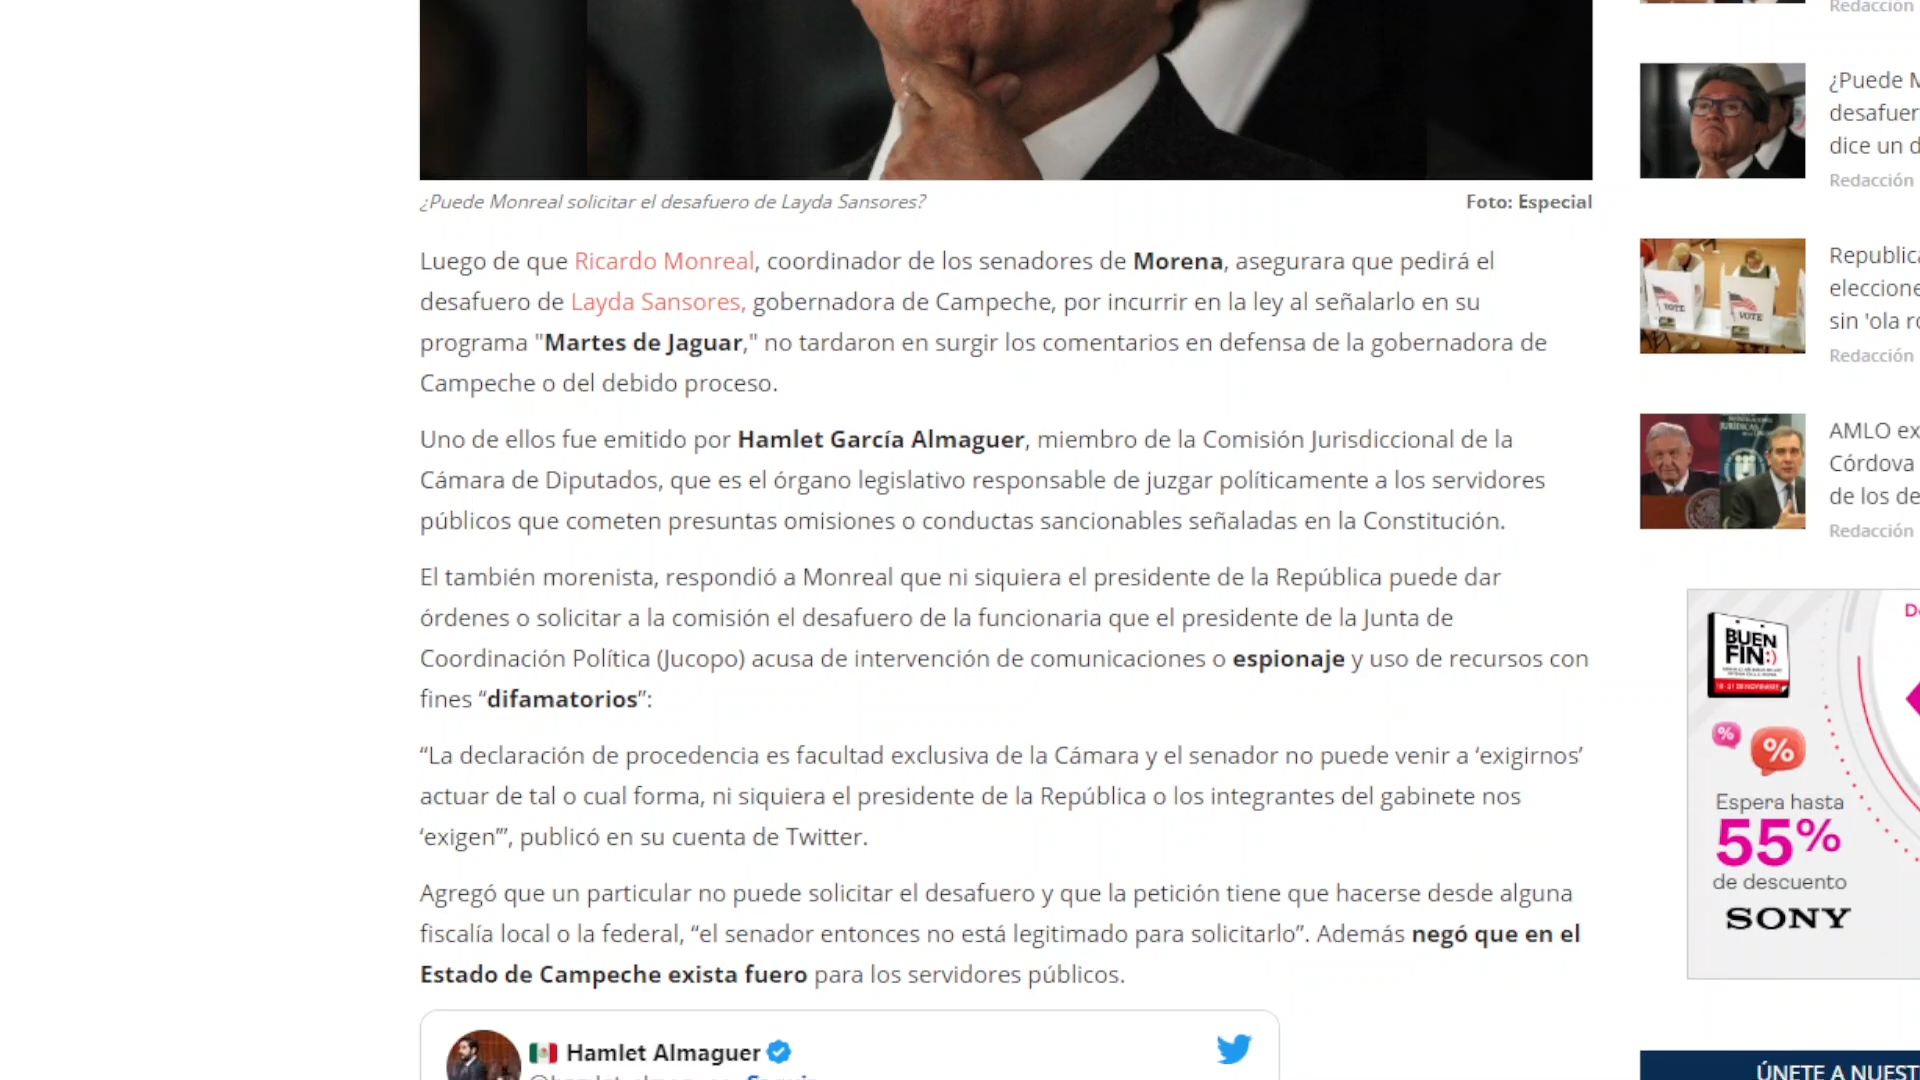 ¿Puede Monreal solicitar el desafuero de Layda Sansores?
Foto: Especial
Luego de que Ricardo Monreal, coordinador de los senadores de Morena, asegurara que pedirá el
desafuero de Layda Sansores, gobernadora de Campeche, por incurrir en la ley al señalarlo en su
programa "Martes de Jaguar," no tardaron en surgir los comentarios en defensa de la gobernadora de
Campeche o del debido proceso.
Uno de ellos fue emitido por Hamlet García Almaguer, miembro de la Comisión Jurisdiccional de la
Cámara de Diputados, que es el órgano legislativo responsable de juzgar políticamente a los servidores
públicos que cometen presuntas omisiones o conductas sancionables señaladas en la Constitución.
El también morenista, respondió a Monreal que ni siquiera el presidente de la República puede dar
órdenes o solicitar a la comisión el desafuero de la funcionaria que el presidente de la Junta de
Coordinación Política (Jucopo) acusa de intervención de comunicaciones o espionaje y uso de recursos con
fines “difamatorios”:
“La declaración de procedencia es facultad exclusiva de la Cámara y el senador no puede venir a ‘exigirnos’
actuar de tal o cual forma, ni siquiera el presidente de la República o los integrantes del gabinete nos
‘exigen’”, publicó en su cuenta de Twitter.
Agregó que un particular no puede solicitar el desafuero y que la petición tiene que hacerse desde alguna
fiscalía local o la federal, “el senador entonces no está legitimado para solicitarlo”. Además negó que en el
Estado de Campeche exista fuero para los servidores públicos.
Hamlet Almaguer
Redacción
¿Puede M
desafuer
dice un d
Redacción
Republica
eleccione
sin 'ola ro
Redacción
VOTE
VOTE
AMLO ex
Córdova
de los de
Redacción
BUEN
FIN:)
%
%
Espera hasta
55%
de descuento
SONY
ÚNETE A NUEST